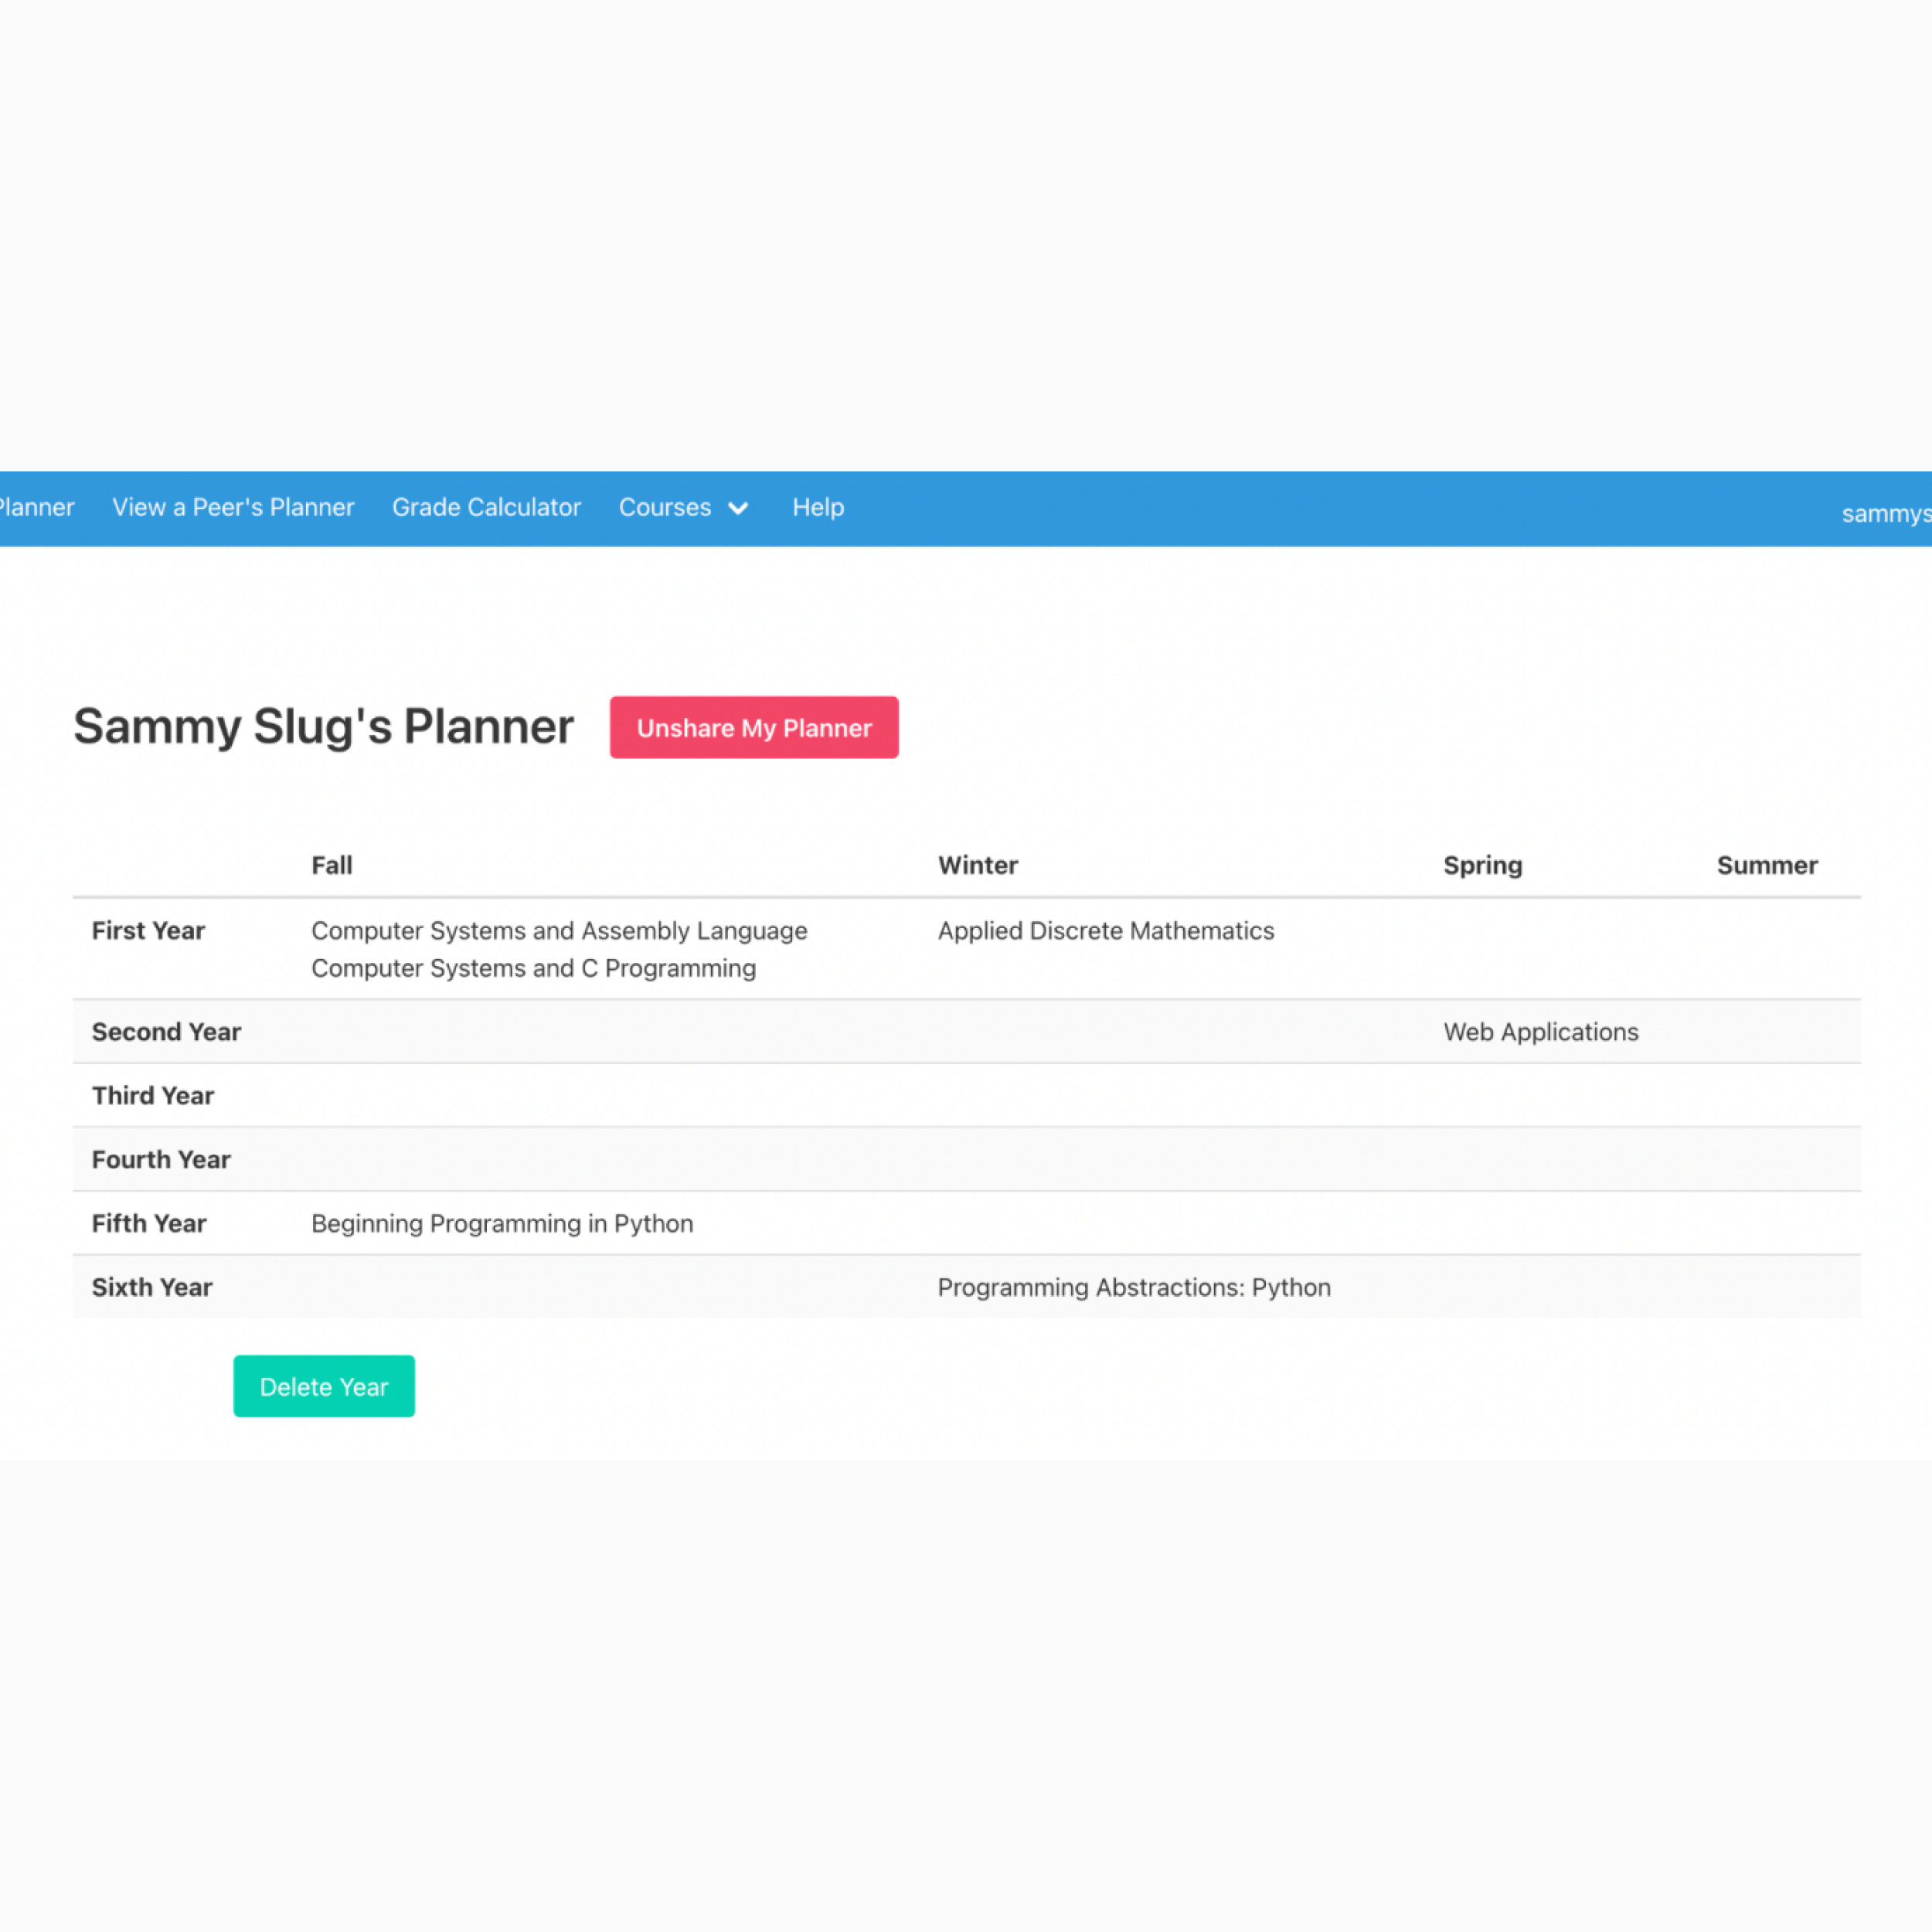 Planner View a Peer's Planner Grade Calculator Courses Help sammys
Sammy Slug's Planner Unshare My Planner
Fall Winter Spring Summer
First Year Computer Systems and Assembly Language Applied Discrete Mathematics
Computer Systems and C Programming
Second Year Web Applications
Third Year
Fourth Year
Fifth Year Beginning Programming in Python
Sixth Year Programming Abstractions: Python
Delete Year